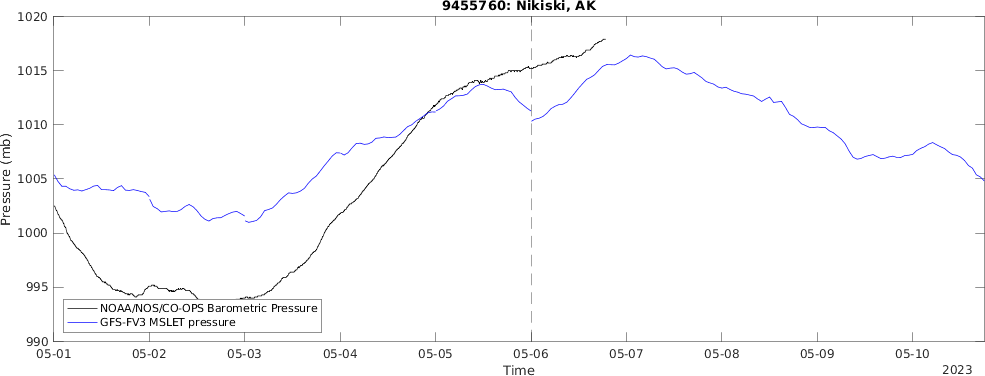 9455760: Nikiski, AK
1020
1015
1010
1005
1000
995
990
Pressure (mb)
NOAA/NOS/CO-OPS Barometric Pressure
GFS-FV3 MSLET pressure
05-01 05-02 05-03 05-04 05-05 05-06 05-07 05-08 05-09 05-10
Time
2023